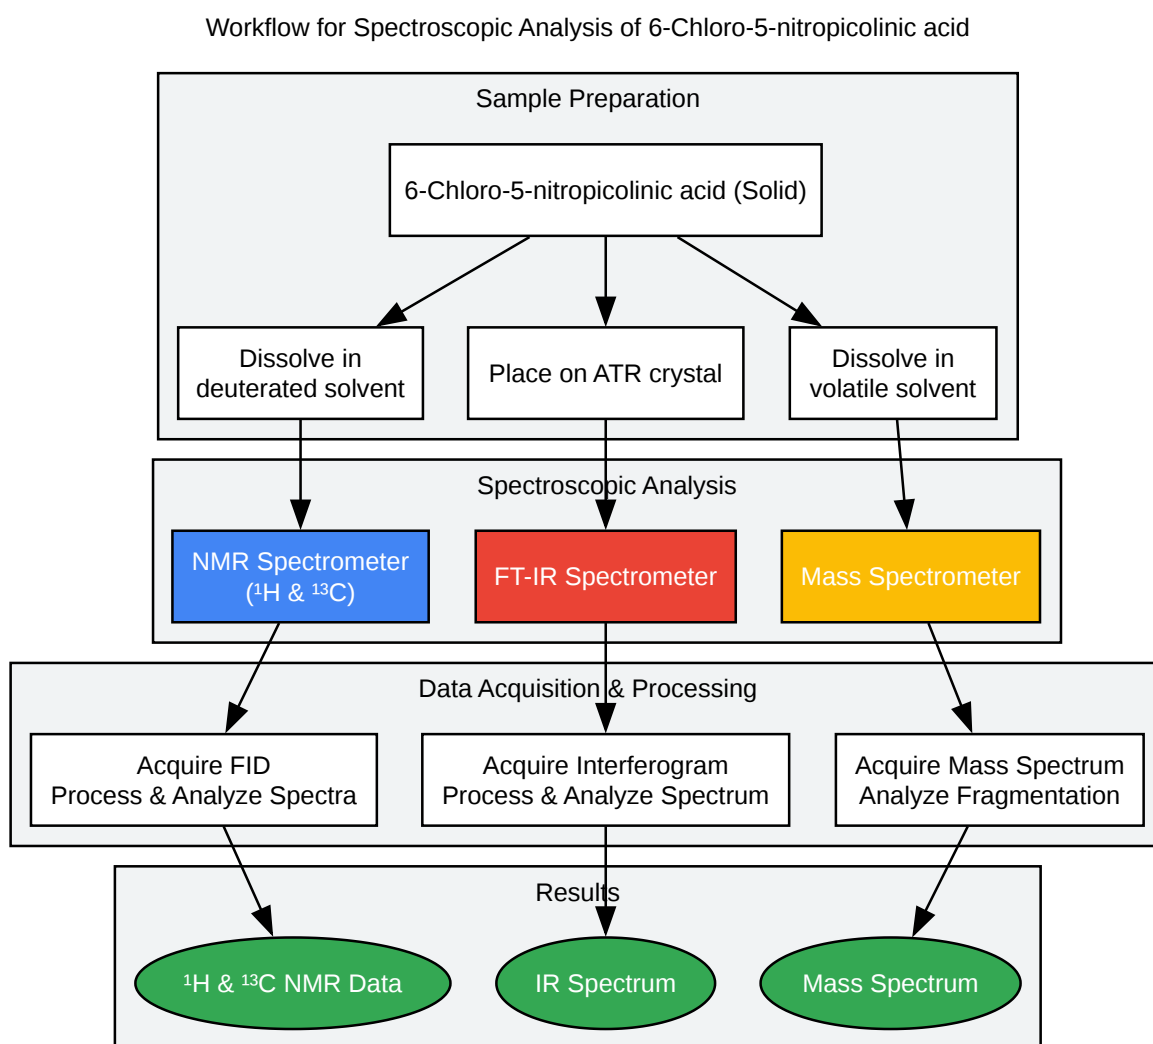 Workflow for Spectroscopic Analysis of 6-Chloro-5-nitropicolinic acid
Sample Preparation
6-Chloro-5-nitropicolinic acid (Solid)
Dissolve in
deuterated solvent
Place on ATR crystal
Dissolve in
volatile solvent
Spectroscopic Analysis
NMR Spectrometer
(¹H & ¹³C)
FT-IR Spectrometer
Mass Spectrometer
Data Acquisition & Processing
Acquire FID
Process & Analyze Spectra
Acquire Interferogram
Process & Analyze Spectrum
Acquire Mass Spectrum
Analyze Fragmentation
Results
¹H & ¹³C NMR Data
IR Spectrum
Mass Spectrum